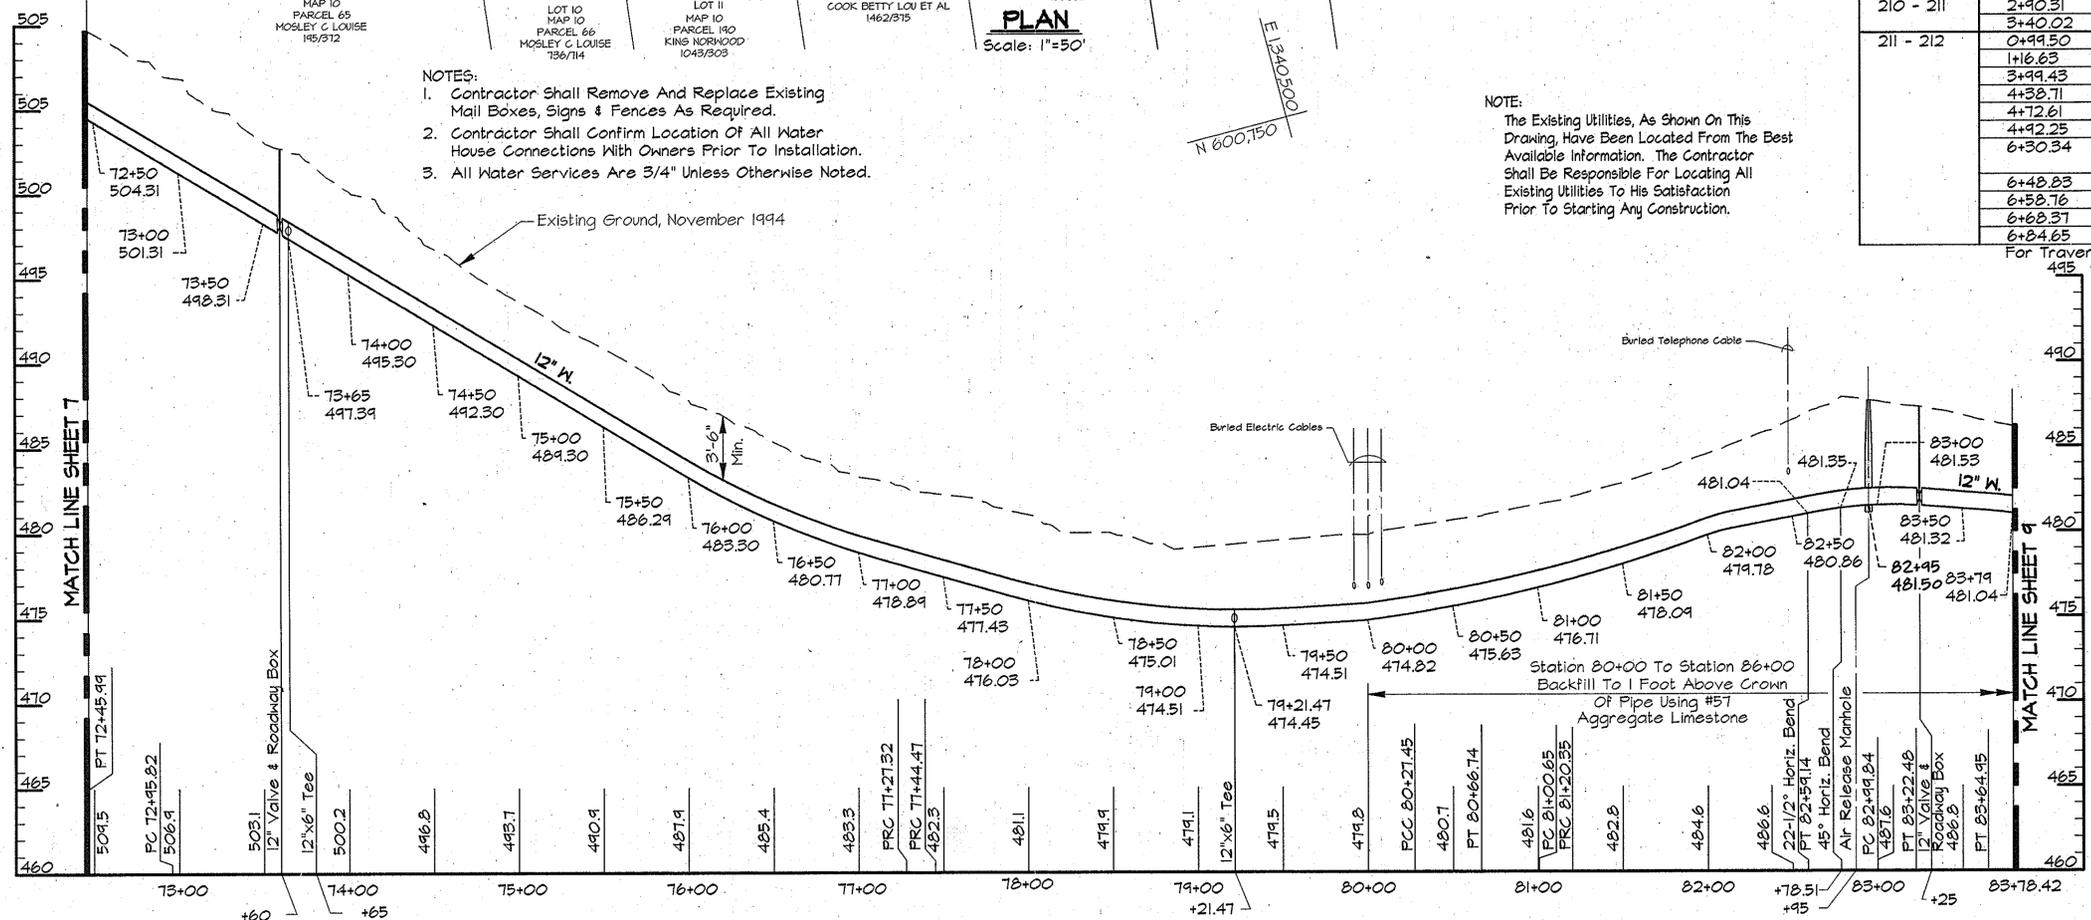 MAP 10
PARCEL 65
MOSLEY C LOUISE
195/372
LOT 10
MAP 10
PARCEL 66
MOSLEY C LOUISE
736/714
LOT 11
MAP 10
PARCEL 190
KING NORWOOD
1043/303
COOK BETTY LOU ET AL
1462/375
PLAN
Scale: 1"=50'
E 1,340,500
N 600,750
210 - 211
2+90.31
3+40.02
211 - 212
0+99.50
1+16.63
3+99.43
4+38.71
4+72.61
4+92.25
6+30.34
6+48.83
6+58.76
6+68.37
6+84.65
For Traver
NOTES:
1. Contractor Shall Remove And Replace Existing
Mail Boxes, Signs & Fences As Required.
2. Contractor Shall Confirm Location Of All Water
House Connections With Owners Prior To Installation.
3. All Water Services Are 3/4" Unless Otherwise Noted.
NOTE:
The Existing Utilities, As Shown On This
Drawing, Have Been Located From The Best
Available Information. The Contractor
Shall Be Responsible For Locating All
Existing Utilities To His Satisfaction
Prior To Starting Any Construction.
505
505
500
495
490
485
480
475
470
465
460
MATCH LINE SHEET 7
Existing Ground, November 1994
72+50
504.31
73+00
501.31
73+50
498.31
73+65
497.39
74+00
495.30
74+50
492.30
75+00
489.30
75+50
486.29
76+00
483.30
76+50
480.77
77+00
478.89
77+50
477.43
78+00
476.03
78+50
475.01
79+00
474.51
79+21.47
474.45
79+50
474.51
80+00
474.82
80+50
475.63
81+00
476.71
81+50
478.09
82+00
479.78
82+50
480.86
481.04
481.35
82+95
481.50
83+00
481.53
83+50
481.32
83+79
481.04
12" W.
3'-6"
Min.
12" W.
Buried Electric Cables
Buried Telephone Cable
Station 80+00 To Station 86+00
Backfill To 1 Foot Above Crown
Of Pipe Using #57
Aggregate Limestone
495
490
485
480
475
470
465
460
MATCH LINE SHEET 9
PT 72+45.99
509.5
PC 72+95.82
506.9
503.1
12" Valve & Roadway Box
12"x6" Tee
500.2
496.8
493.7
490.9
487.9
485.4
483.3
PRC 77+27.32
PRC 77+44.47
482.3
481.1
479.9
479.1
12"x6" Tee
479.5
479.8
PCC 80+27.45
480.7
PT 80+66.74
481.6
PC 81+00.65
PRC 81+20.35
482.8
484.6
486.6
22-1/2° Horiz. Bend
PT 82+59.14
45° Horiz. Bend
Air Release Manhole
PC 82+99.84
487.6
PT 83+22.48
12" Valve &
Roadway Box
486.8
PT 83+64.95
73+00
+60
+65
74+00
75+00
76+00
77+00
78+00
79+00
+21.47
80+00
81+00
82+00
+78.51
+95
83+00
+25
83+78.42